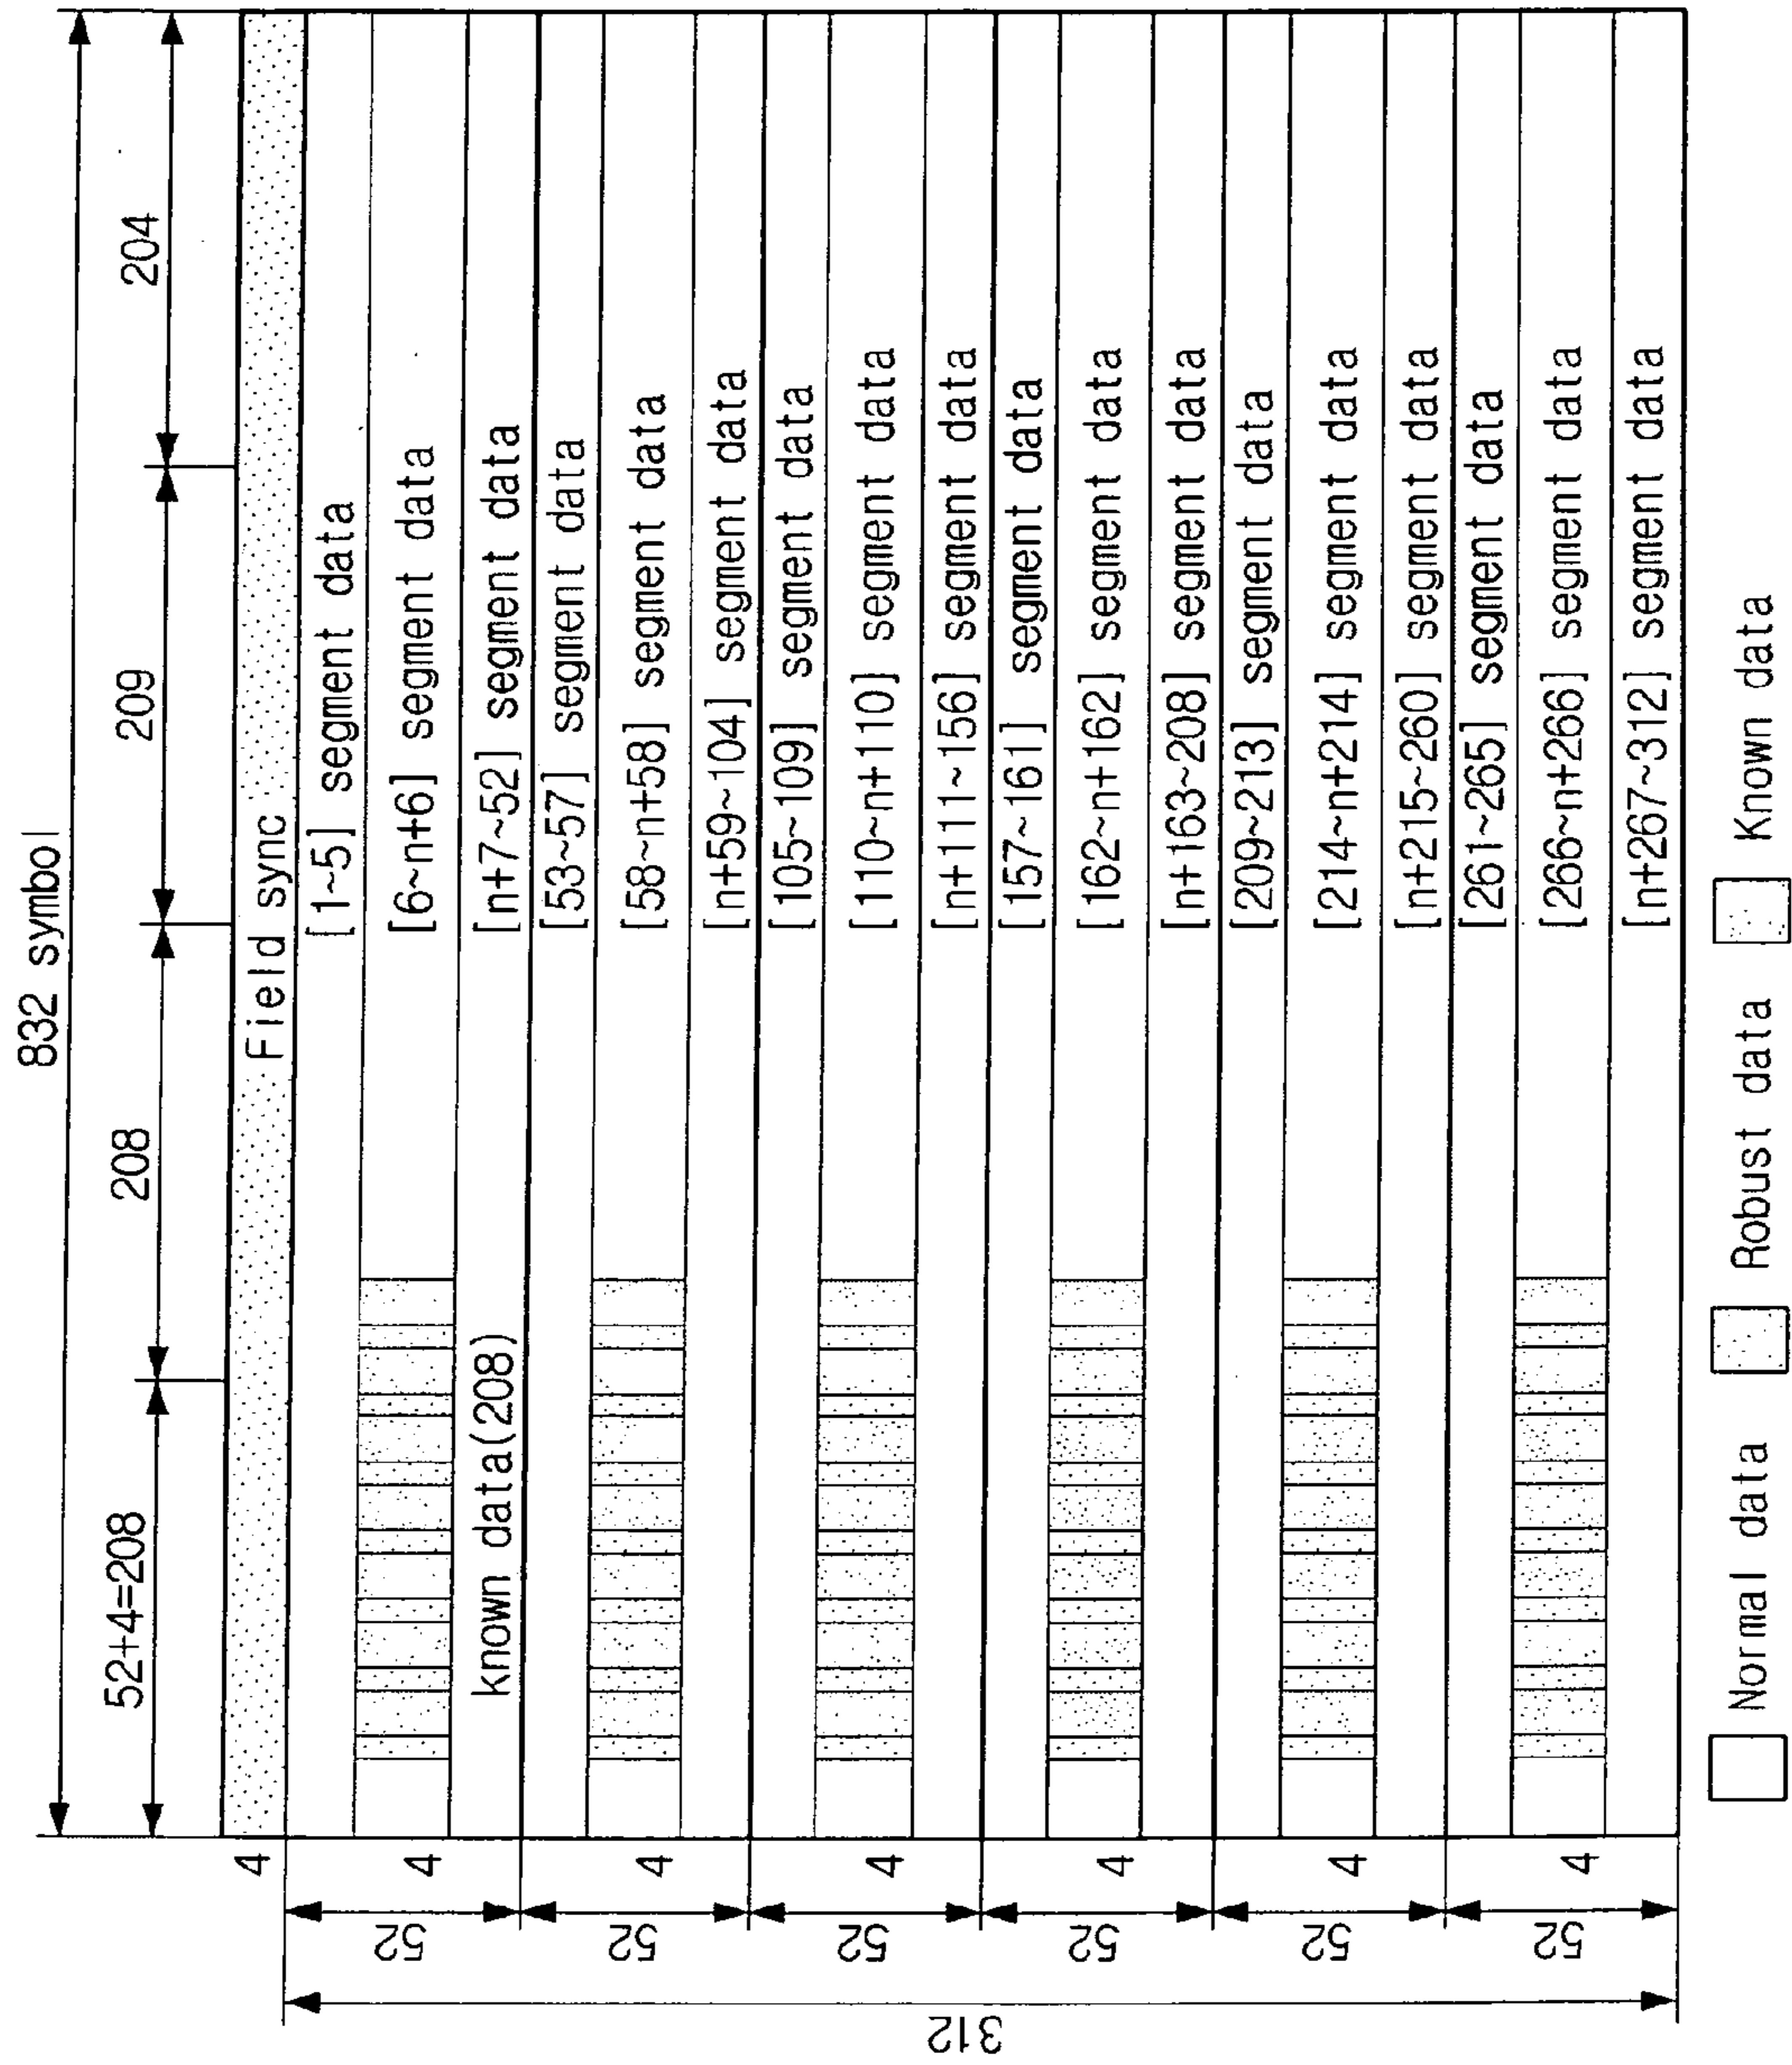 832 symbol
52+4=208
208
209
204
4
Field sync
[1~5] segment data
4
[6~n+6] segment data
known data(208)
[n+7~52] segment data
52
[53~57] segment data
4
[58~n+58] segment data
[n+59~104] segment data
52
[105~109] segment data
4
[110~n+110] segment data
[n+111~156] segment data
52
[157~161] segment data
4
[162~n+162] segment data
[n+163~208] segment data
52
[209~213] segment data
4
[214~n+214] segment data
[n+215~260] segment data
52
[261~265] segment data
4
[266~n+266] segment data
[n+267~312] segment data
52
312
Normal data
Robust data
Known data